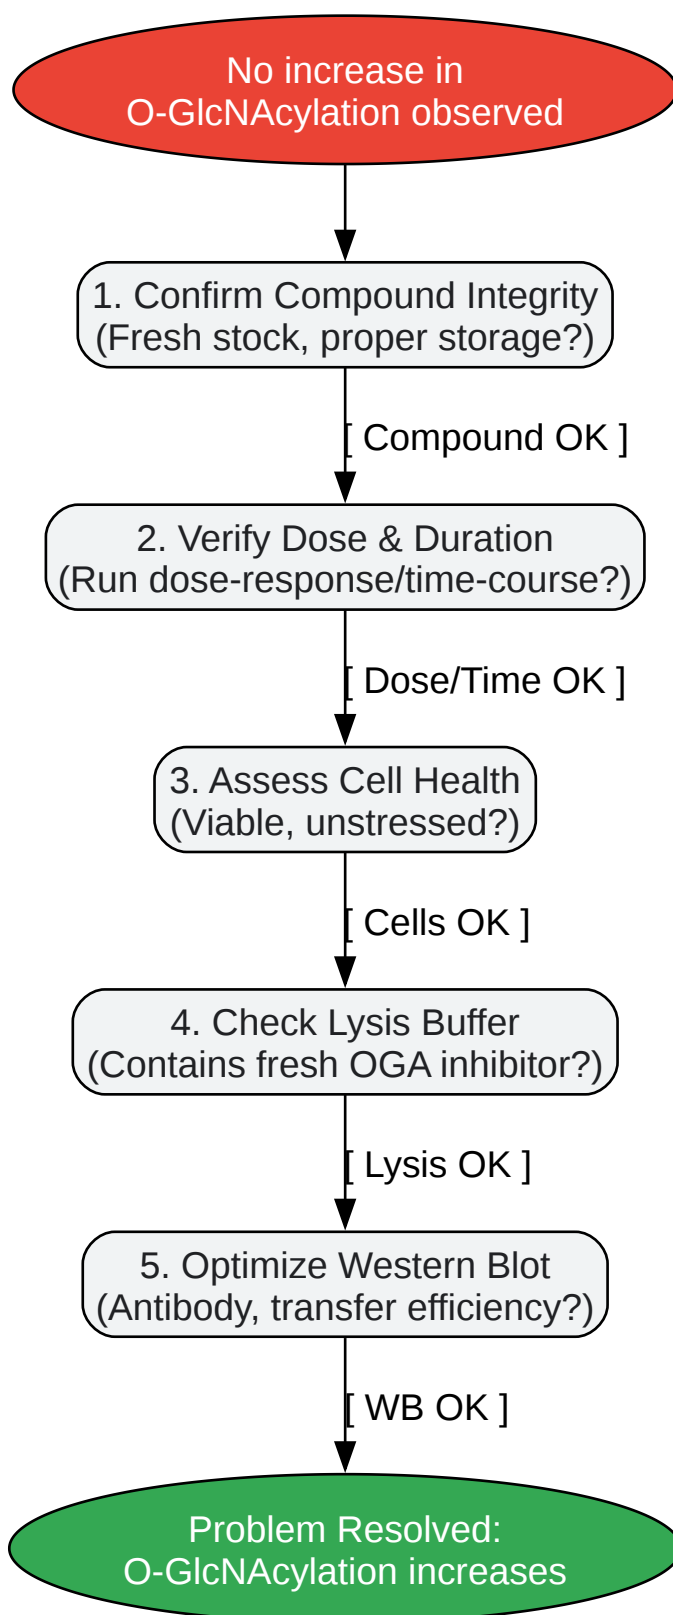 No increase in
O-GlcNAcylation observed
1. Confirm Compound Integrity
(Fresh stock, proper storage?)
[ Compound OK ]
2. Verify Dose & Duration
(Run dose-response/time-course?)
[ Dose/Time OK ]
3. Assess Cell Health
(Viable, unstressed?)
[ Cells OK ]
4. Check Lysis Buffer
(Contains fresh OGA inhibitor?)
[ Lysis OK ]
5. Optimize Western Blot
(Antibody, transfer efficiency?)
[ WB OK ]
Problem Resolved:
O-GlcNAcylation increases